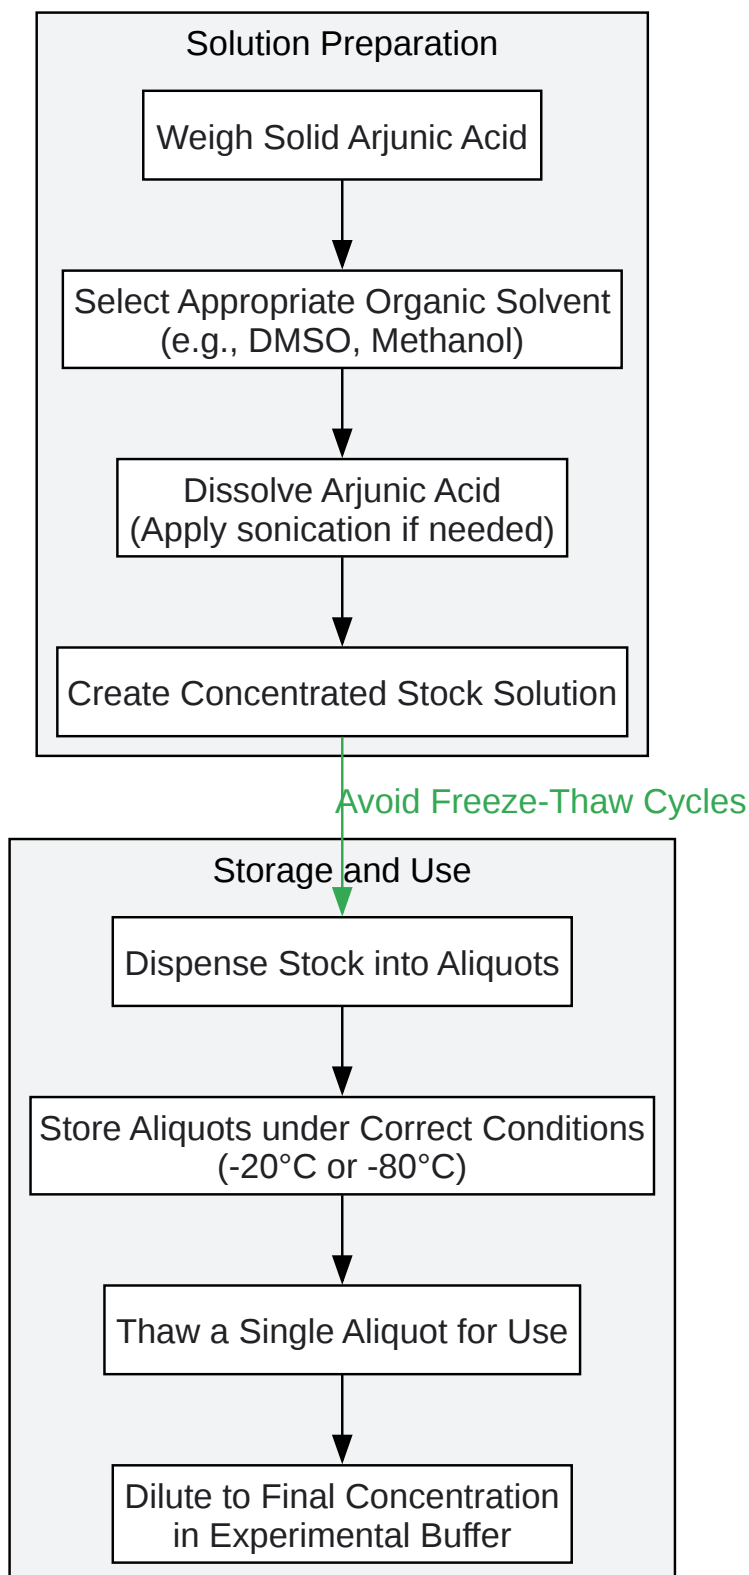 Solution Preparation
Weigh Solid Arjunic Acid
Select Appropriate Organic Solvent
(e.g., DMSO, Methanol)
Dissolve Arjunic Acid
(Apply sonication if needed)
Create Concentrated Stock Solution
Avoid Freeze-Thaw Cycles
Storage and Use
Dispense Stock into Aliquots
Store Aliquots under Correct Conditions
(-20°C or -80°C)
Thaw a Single Aliquot for Use
Dilute to Final Concentration
in Experimental Buffer